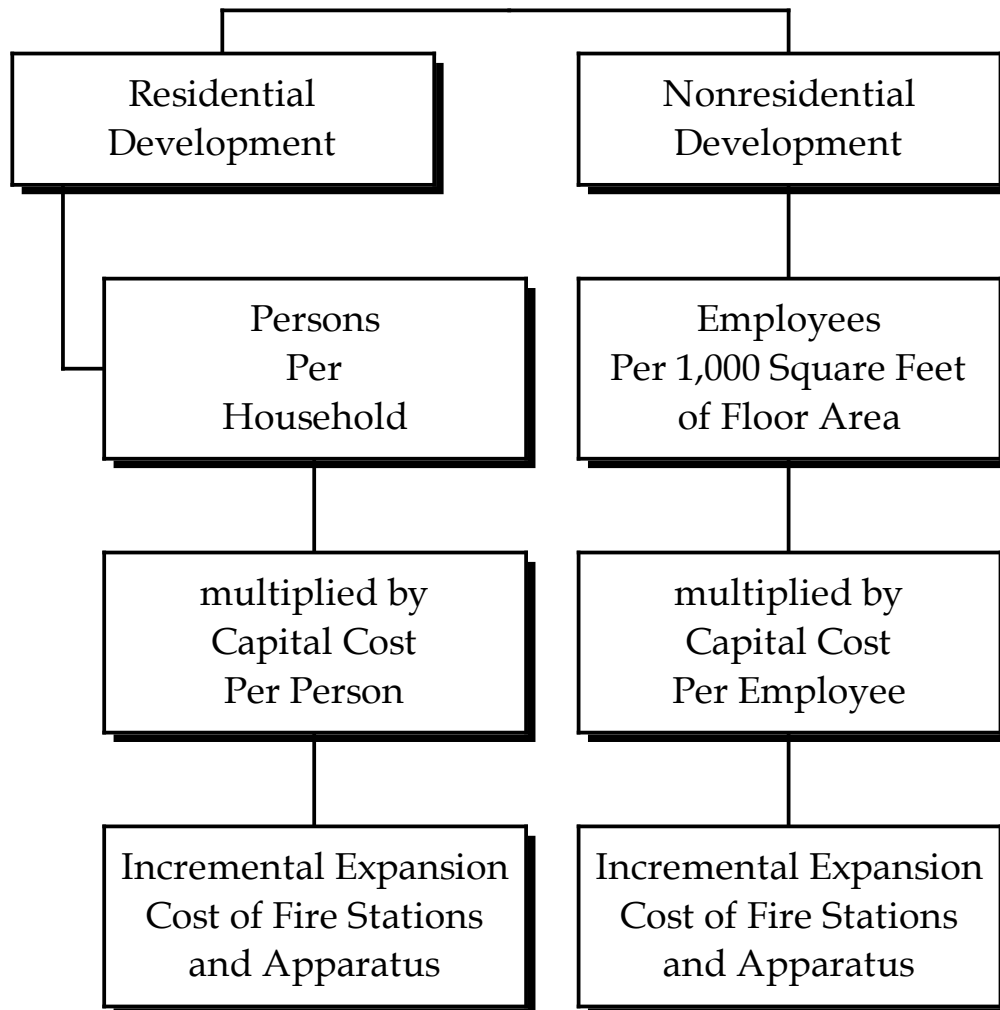 Residential
Development
Nonresidential
Development
Persons
Per
Household
Employees
Per 1,000 Square Feet
of Floor Area
multiplied by
Capital Cost
Per Person
multiplied by
Capital Cost
Per Employee
Incremental Expansion
Cost of Fire Stations
and Apparatus
Incremental Expansion
Cost of Fire Stations
and Apparatus